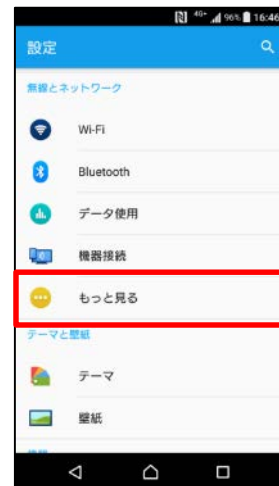 4G+ 96% 16:46
設定
無線とネットワーク
Wi-Fi
Bluetooth
データ使用
機器接続
もっと見る
テーマと壁紙
テーマ
壁紙